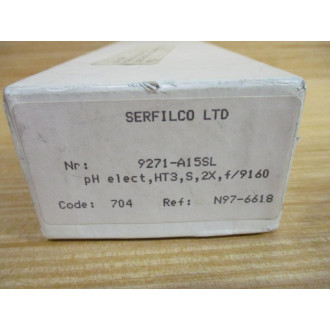 SERFILCO LTD
Nr: 9271-A15SL
pH elect,HT3,S,2X,f/9160
Code: 704 Ref: N97-6618